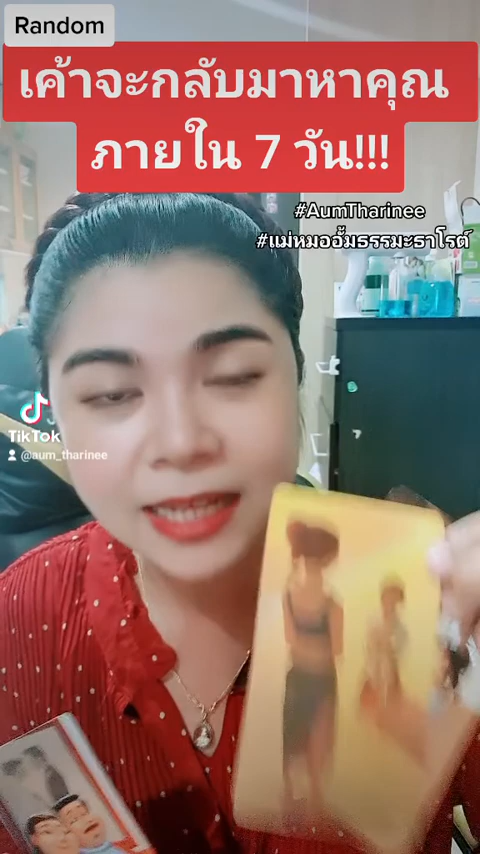 Random
เค้าจะกลับมาหาคุณ
ภายใน 7 วัน!!!
#AumTharinee
#แม่หมออั้มธรรมะธาโรต์
TikTok
@aum_tharinee